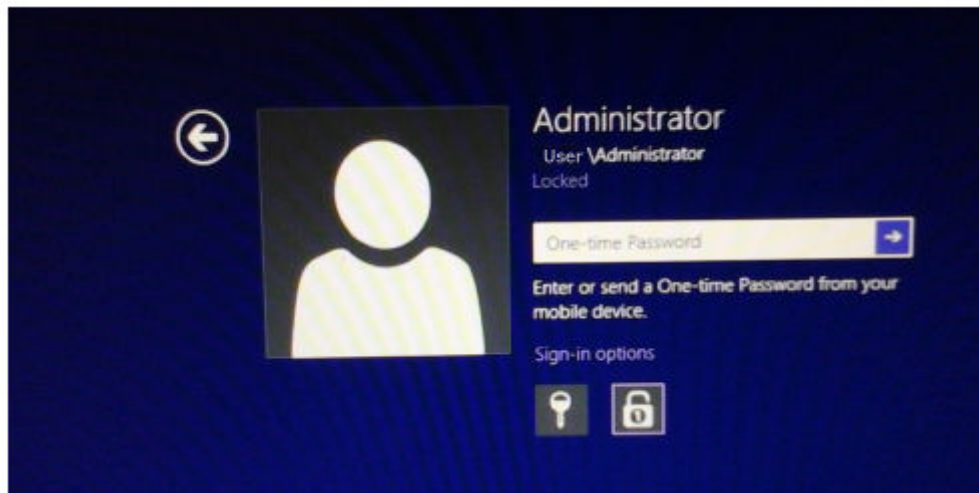 Administrator
User \Administrator
Locked
One-time Password
Enter or send a One-time Password from your
mobile device.
Sign-in options
1